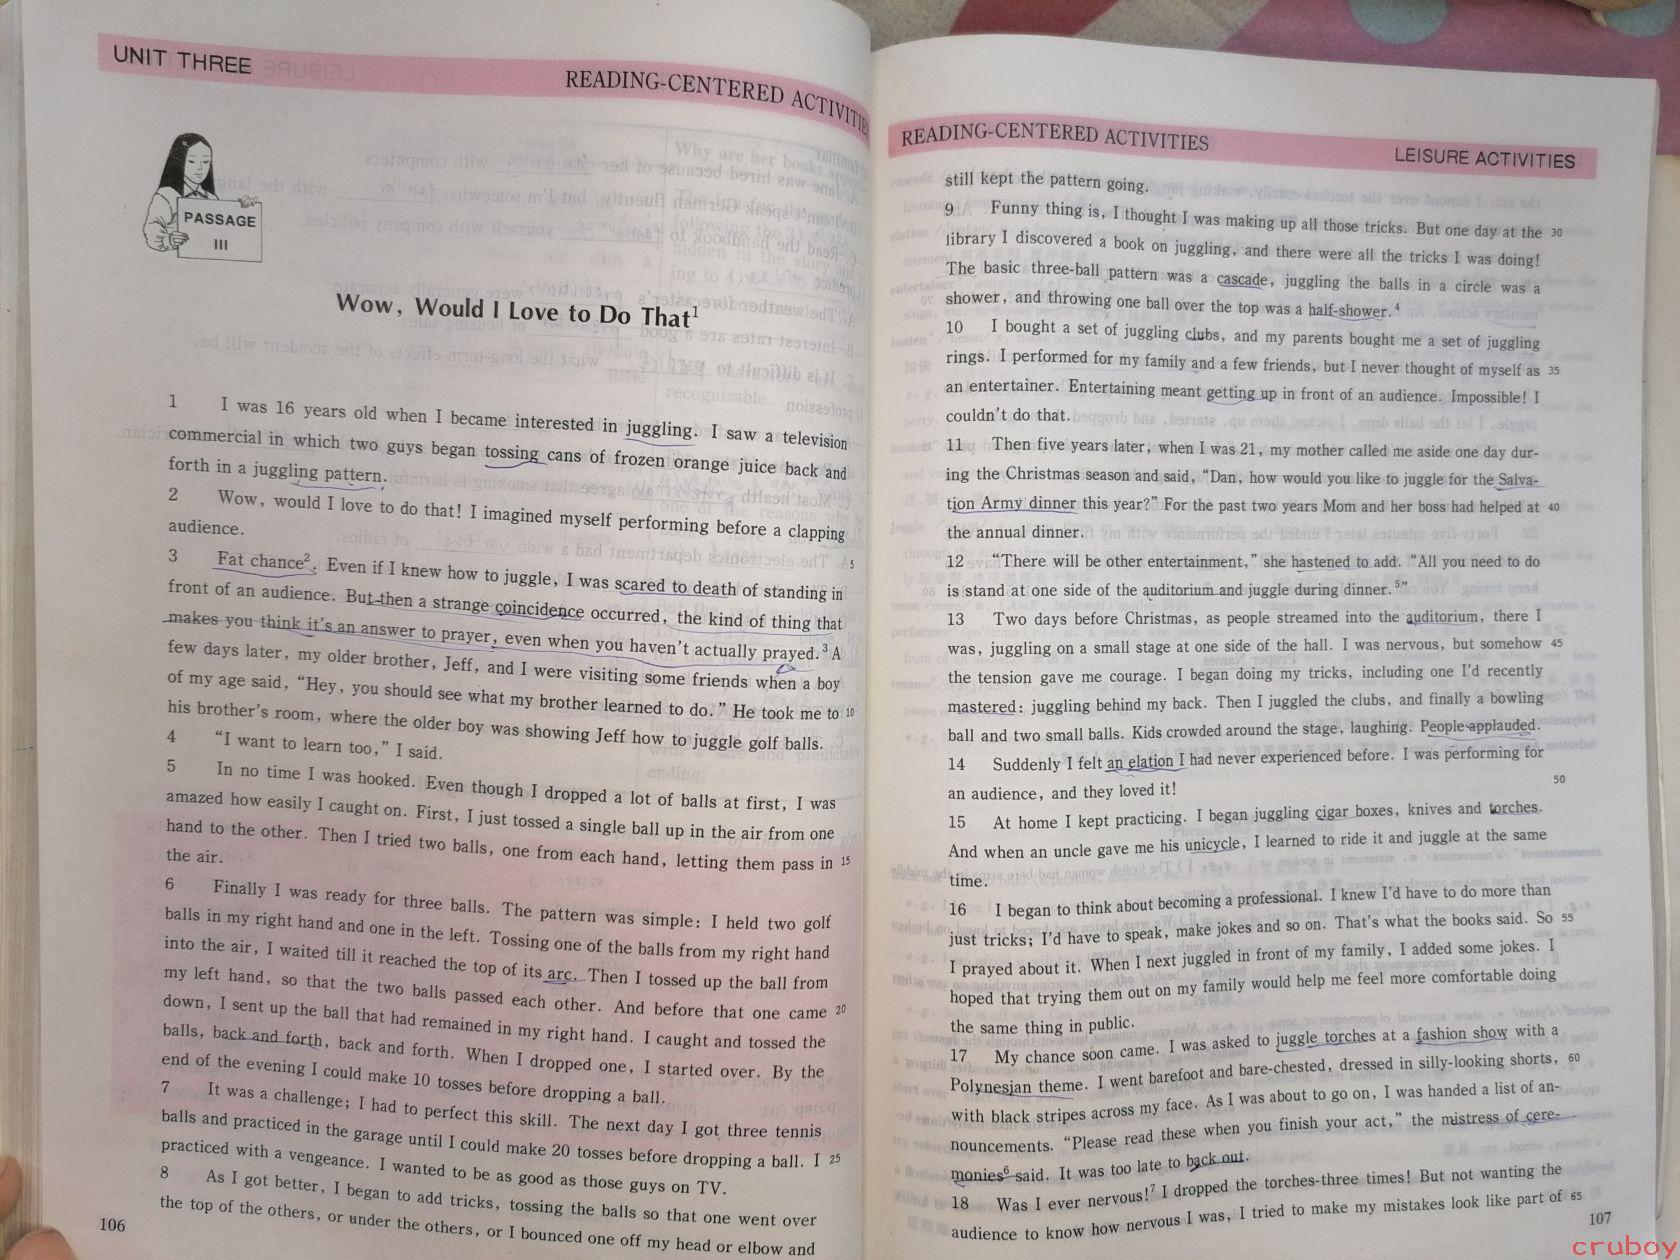 UNIT THREE
READING-CENTERED ACTIVITIES
PASSAGE
III
Wow, Would I Love to Do That1
1 I was 16 years old when I became interested in juggling. I saw a television
commercial in which two guys began tossing cans of frozen orange juice back and
forth in a juggling pattern.
2 Wow, would I love to do that! I imagined myself performing before a clapping
audience. 5
3 Fat chance2. Even if I knew how to juggle, I was scared to death of standing in
front of an audience. But then a strange coincidence occurred, the kind of thing that
makes you think it's an answer to prayer, even when you haven't actually prayed.3 A
few days later, my older brother, Jeff, and I were visiting some friends when a boy
of my age said, "Hey, you should see what my brother learned to do." He took me to 10
his brother's room, where the older boy was showing Jeff how to juggle golf balls.
4 "I want to learn too," I said.
5 In no time I was hooked. Even though I dropped a lot of balls at first, I was
amazed how easily I caught on. First, I just tossed a single ball up in the air from one
hand to the other. Then I tried two balls, one from each hand, letting them pass in 15
the air.
6 Finally I was ready for three balls. The pattern was simple: I held two golf
balls in my right hand and one in the left. Tossing one of the balls from my right hand
into the air, I waited till it reached the top of its arc. Then I tossed up the ball from
my left hand, so that the two balls passed each other. And before that one came 20
down, I sent up the ball that had remained in my right hand. I caught and tossed the
balls, back and forth, back and forth. When I dropped one, I started over. By the
end of the evening I could make 10 tosses before dropping a ball.
7 It was a challenge; I had to perfect this skill. The next day I got three tennis
balls and practiced in the garage until I could make 20 tosses before dropping a ball. I 25
practiced with a vengeance. I wanted to be as good as those guys on TV.
8 As I got better, I began to add tricks, tossing the balls so that one went over
the top of the others, or under the others, or I bounced one off my head or elbow and
106
READING-CENTERED ACTIVITIES
LEISURE ACTIVITIES
still kept the pattern going.
9 Funny thing is, I thought I was making up all those tricks. But one day at the 30
library I discovered a book on juggling, and there were all the tricks I was doing!
The basic three-ball pattern was a cascade, juggling the balls in a circle was a
shower, and throwing one ball over the top was a half-shower.4
10 I bought a set of juggling clubs, and my parents bought me a set of juggling
rings. I performed for my family and a few friends, but I never thought of myself as 35
an entertainer. Entertaining meant getting up in front of an audience. Impossible! I
couldn't do that.
11 Then five years later, when I was 21, my mother called me aside one day dur-
ing the Christmas season and said, "Dan, how would you like to juggle for the Salva-
tion Army dinner this year?" For the past two years Mom and her boss had helped at 40
the annual dinner.
12 "There will be other entertainment," she hastened to add. "All you need to do
is stand at one side of the auditorium and juggle during dinner.5"
13 Two days before Christmas, as people streamed into the auditorium, there I
was, juggling on a small stage at one side of the hall. I was nervous, but somehow 45
the tension gave me courage. I began doing my tricks, including one I'd recently
mastered: juggling behind my back. Then I juggled the clubs, and finally a bowling
ball and two small balls. Kids crowded around the stage, laughing. People applauded.
14 Suddenly I felt an elation I had never experienced before. I was performing for
an audience, and they loved it! 50
15 At home I kept practicing. I began juggling cigar boxes, knives and torches.
And when an uncle gave me his unicycle, I learned to ride it and juggle at the same
time.
16 I began to think about becoming a professional. I knew I'd have to do more than
just tricks; I'd have to speak, make jokes and so on. That's what the books said. So 55
I prayed about it. When I next juggled in front of my family, I added some jokes. I
hoped that trying them out on my family would help me feel more comfortable doing
the same thing in public.
17 My chance soon came. I was asked to juggle torches at a fashion show with a
Polynesian theme. I went barefoot and bare-chested, dressed in silly-looking shorts, 60
with black stripes across my face. As I was about to go on, I was handed a list of an-
nouncements. "Please read these when you finish your act," the mistress of cere-
monies6 said. It was too late to back out.
18 Was I ever nervous!7 I dropped the torches-three times! But not wanting the
audience to know how nervous I was, I tried to make my mistakes look like part of 65
107
cruboy